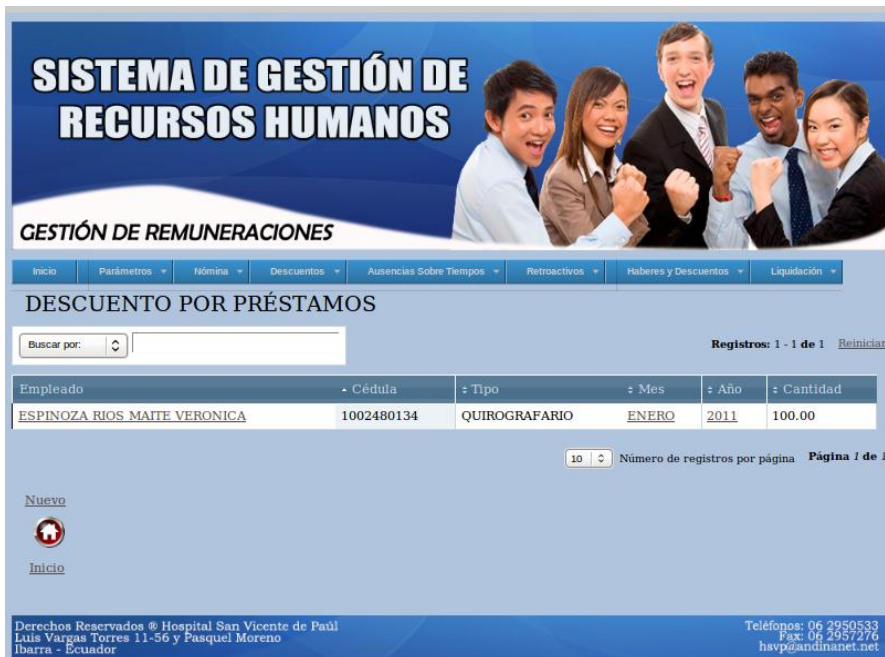 SISTEMA DE GESTIÓN DE
RECURSOS HUMANOS
GESTIÓN DE REMUNERACIONES
Inicio Parámetros Nómina Descuentos Ausencias Sobre Tiempos Retroactivos Haberes y Descuentos Liquidación
DESCUENTO POR PRÉSTAMOS
Buscar por: Registros: 1 - 1 de 1 Reiniciar
Empleado Cédula Tipo Mes Año Cantidad
ESPINOZA RIOS MAITE VERONICA 1002480134 QUIROGRAFARIO ENERO 2011 100.00
10 Número de registros por página Página 1 de 1
Nuevo
Inicio
Derechos Reservados ® Hospital San Vicente de Paúl
Luis Vargas Torres 11-56 y Pasquel Moreno
Ibarra - Ecuador
Teléfonos: 06 2950533
Fax: 06 2957276
hsvp@andinanet.net